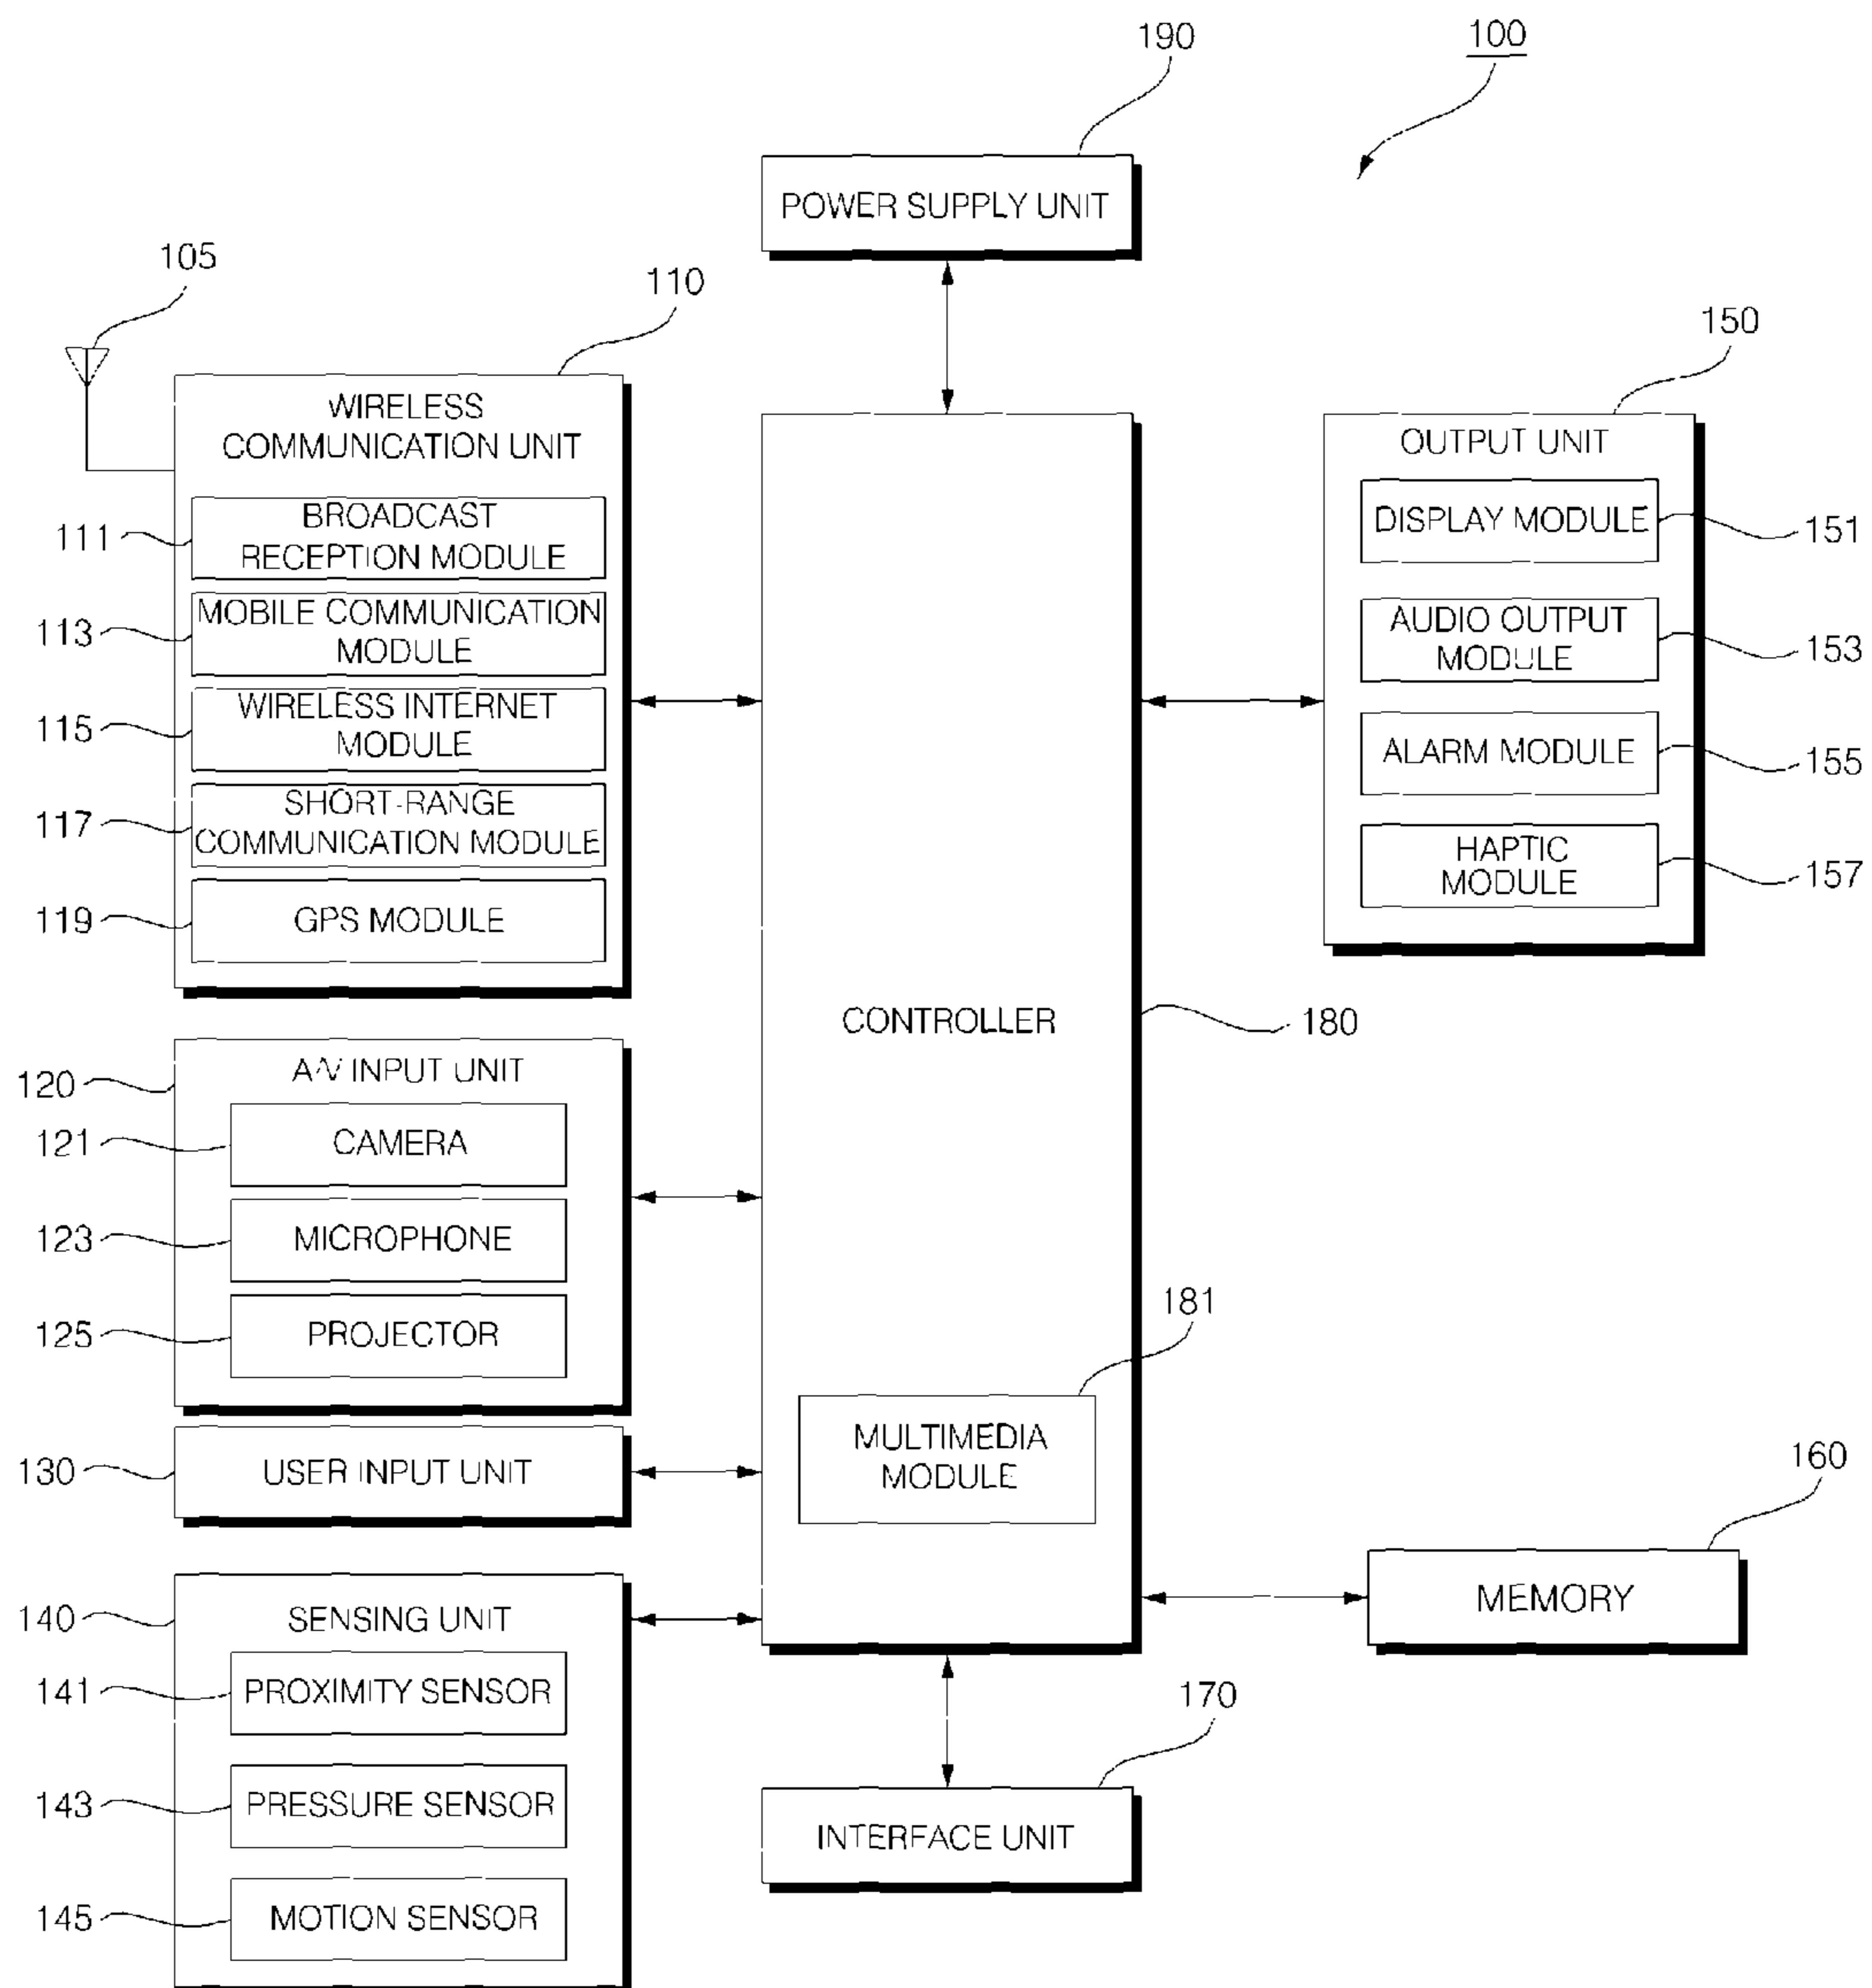 190
100
POWER SUPPLY UNIT
105
110
150
WIRELESS
COMMUNICATION UNIT
111
BROADCAST
RECEPTION MODULE
113
MOBILE COMMUNICATION
MODULE
115
WIRELESS INTERNET
MODULE
117
SHORT-RANGE
COMMUNICATION MODULE
119
GPS MODULE
OUTPUT UNIT
DISPLAY MODULE
151
AUDIO OUTPUT
MODULE
153
ALARM MODULE
155
HAPTIC
MODULE
157
CONTROLLER
180
120
A/V INPUT UNIT
121
CAMERA
123
MICROPHONE
125
PROJECTOR
181
MULTIMEDIA
MODULE
130
USER INPUT UNIT
160
MEMORY
140
SENSING UNIT
141
PROXIMITY SENSOR
143
PRESSURE SENSOR
145
MOTION SENSOR
170
INTERFACE UNIT